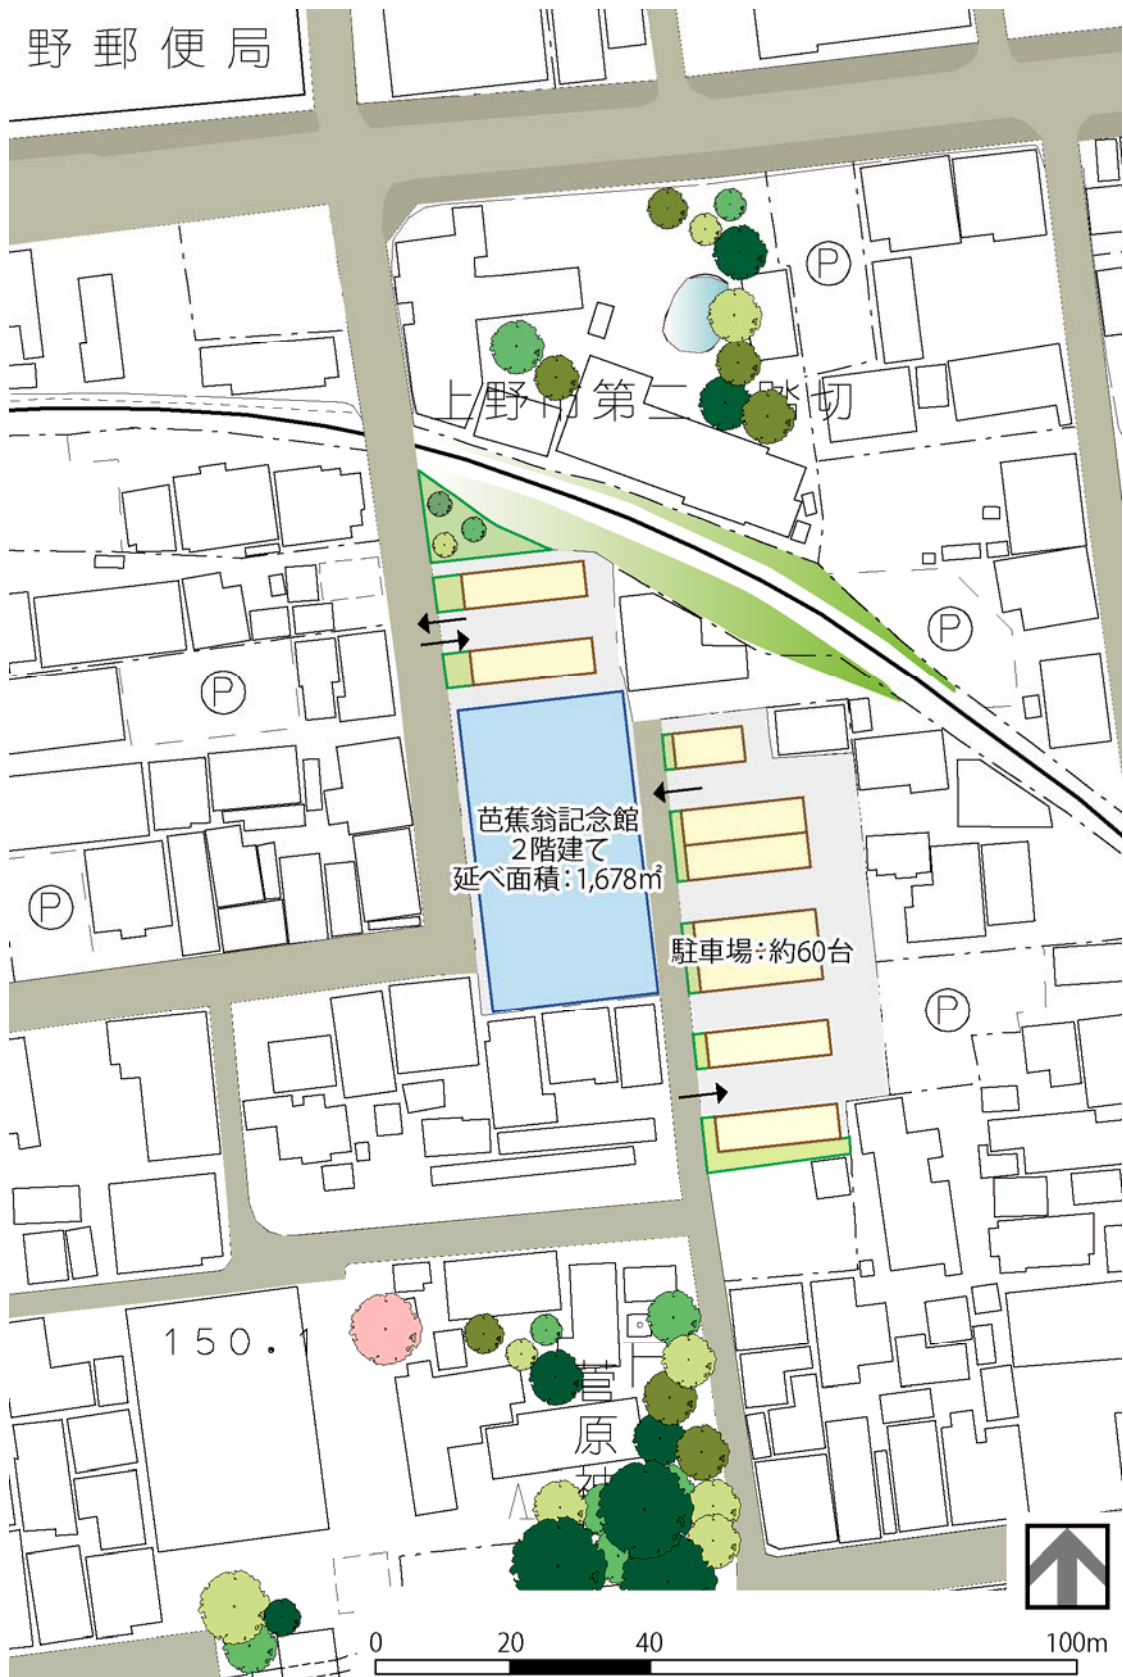 野郵便局
Ⓟ
上野市第二 踏切
Ⓟ
Ⓟ
芭蕉翁記念館
2階建て
延べ面積：1,678㎡
Ⓟ
駐車場：約60台
Ⓟ
150.1
菅原神
0 20 40 100m